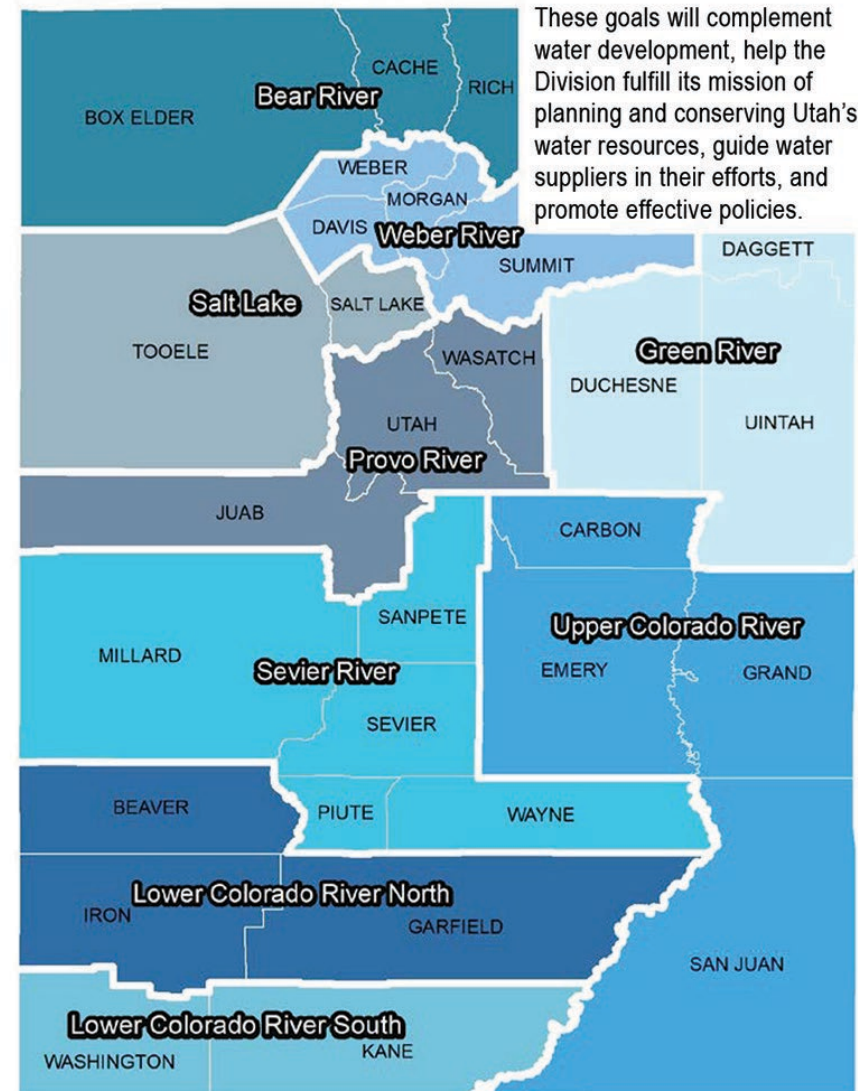 These goals will complement
water development, help the
Division fulfill its mission of
planning and conserving Utah's
water resources, guide water
suppliers in their efforts, and
promote effective policies.
CACHE
RICH
Bear River
BOX ELDER
WEBER
MORGAN
DAVIS
Weber River
SUMMIT
DAGGETT
Salt Lake
SALT LAKE
TOOELE
WASATCH
Green River
DUCHESNE
UTAH
UINTAH
Provo River
JUAB
CARBON
SANPETE
Upper Colorado River
MILLARD
Sevier River
EMERY
GRAND
SEVIER
BEAVER
PIUTE
WAYNE
Lower Colorado River North
IRON
GARFIELD
SAN JUAN
Lower Colorado River South
KANE
WASHINGTON